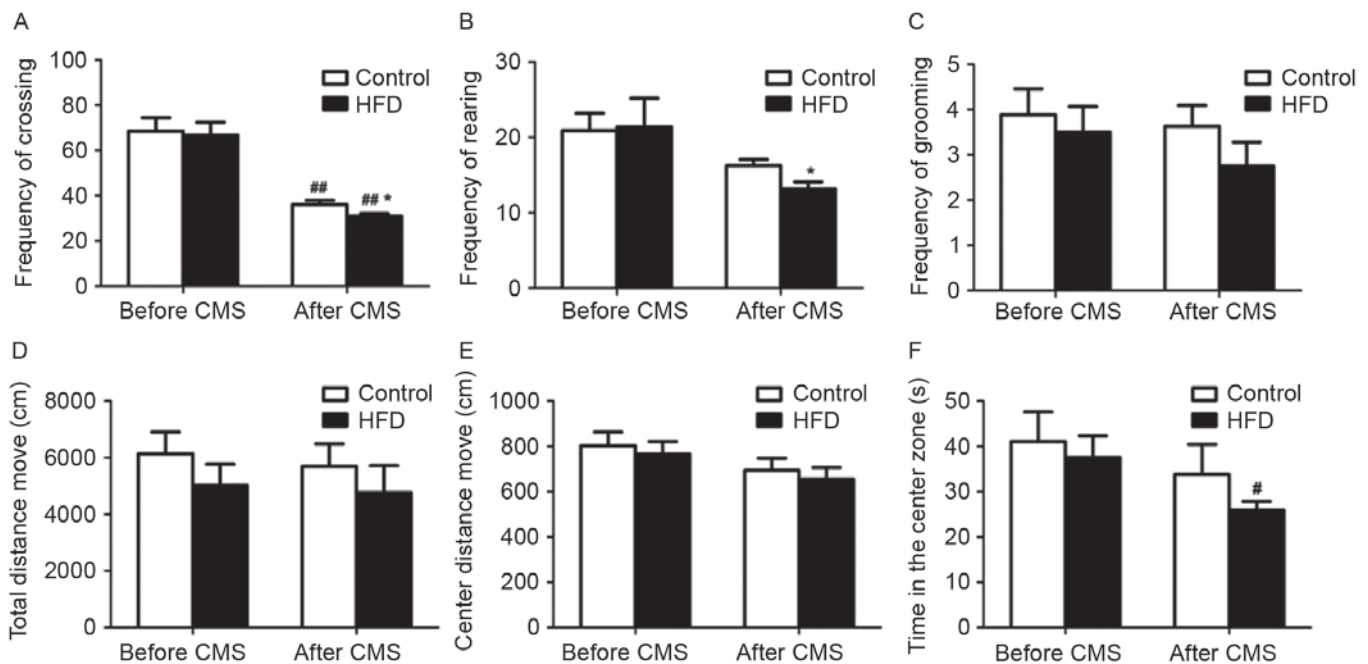 A
Frequency of crossing
100
80
60
40
20
0
Control
HFD
##
## *
Before CMS
After CMS
B
Frequency of rearing
30
20
10
0
Control
HFD
*
Before CMS
After CMS
C
Frequency of grooming
5
4
3
2
1
0
Control
HFD
Before CMS
After CMS
D
Total distance move (cm)
8000
6000
4000
2000
0
Control
HFD
Before CMS
After CMS
E
Center distance move (cm)
1000
800
600
400
200
0
Control
HFD
Before CMS
After CMS
F
Time in the center zone (s)
50
40
30
20
10
0
Control
HFD
#
Before CMS
After CMS